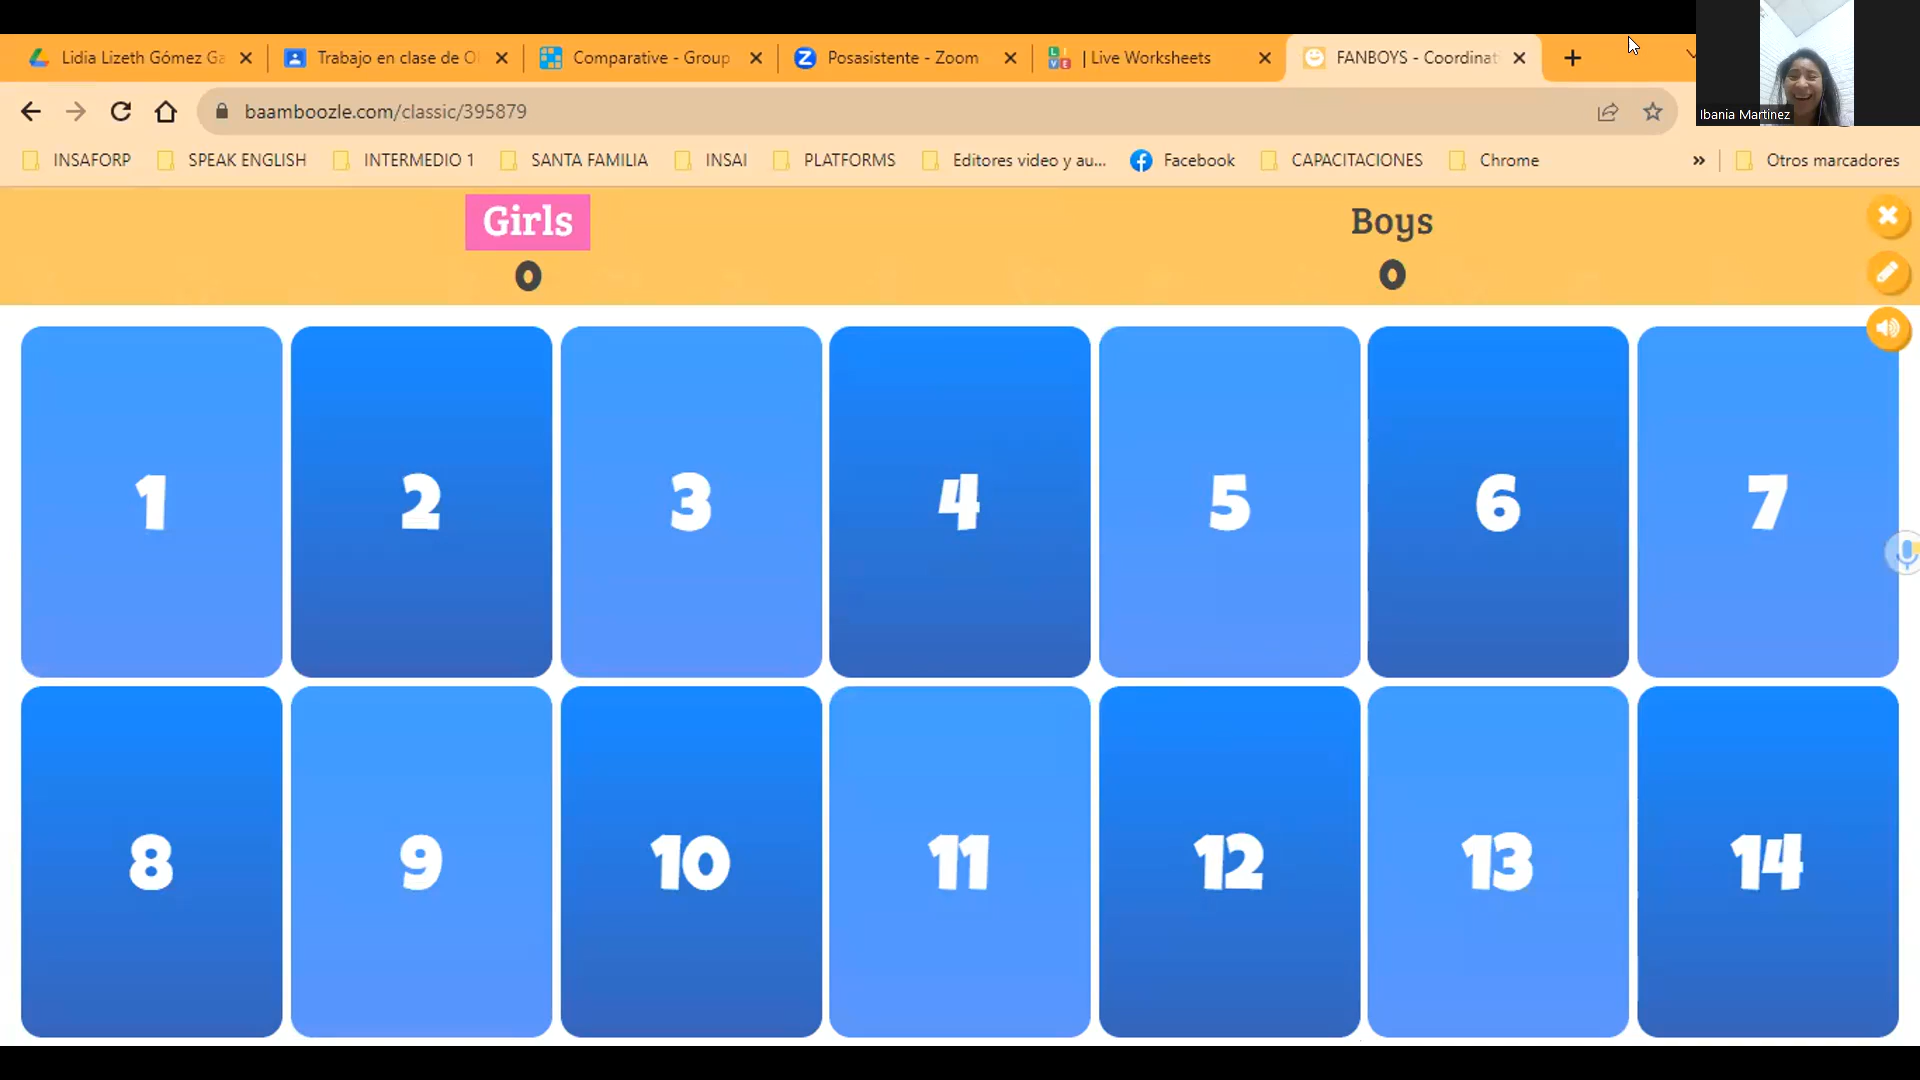 Lidia Lizeth Gómez Ga
Trabajo en clase de O
Comparative - Group
Posasistente - Zoom
| Live Worksheets
FANBOYS - Coordinat
baamboozle.com/classic/395879
Ibania Martinez
INSAFORP
SPEAK ENGLISH
INTERMEDIO 1
SANTA FAMILIA
INSAI
PLATFORMS
Editores video y au...
Facebook
CAPACITACIONES
Chrome
»
Otros marcadores
Girls
Boys
0
0
1
2
3
4
5
6
7
8
9
10
11
12
13
14